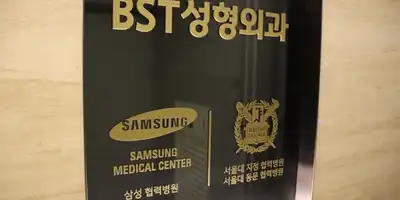 BST성형외과
SAMSUNG
SAMSUNG
MEDICAL CENTER
삼성 협력병원
서울대 지정 협력병원
서울대 동문 협력병원